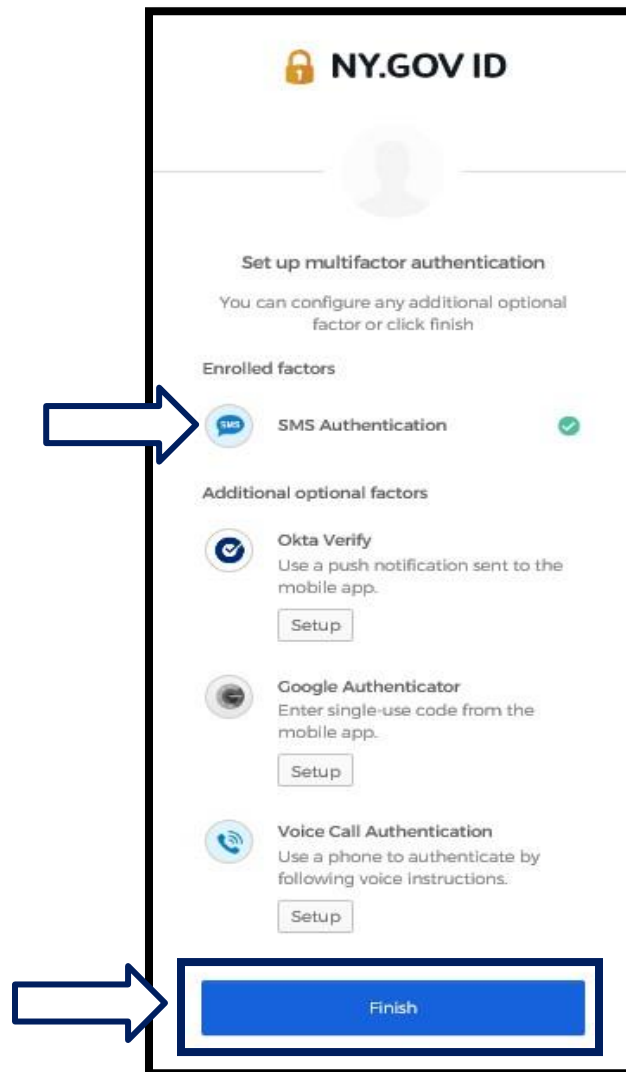 NY.GOV ID
Set up multifactor authentication
You can configure any additional optional
factor or click finish
Enrolled factors
SMS
SMS Authentication
Additional optional factors
Okta Verify
Use a push notification sent to the
mobile app.
Setup
Google Authenticator
Enter single-use code from the
mobile app.
Setup
Voice Call Authentication
Use a phone to authenticate by
following voice instructions.
Setup
Finish